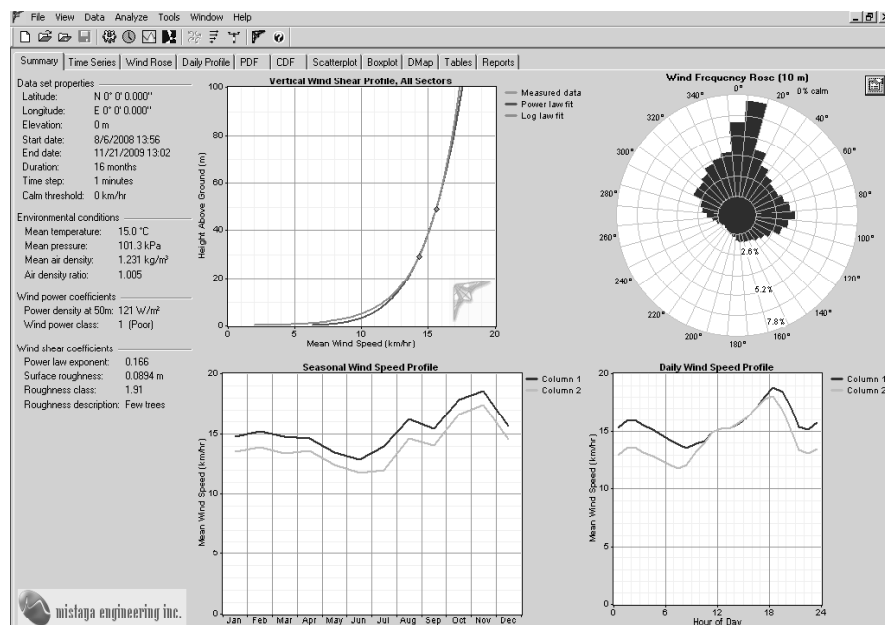 File View Data Analyze Tools Window Help
Summary Time Series Wind Rose Daily Profile PDF CDF Scatterplot Boxplot DMap Tables Reports
Data set properties
Latitude: N 0° 0' 0.000"
Longitude: E 0° 0' 0.000"
Elevation: 0 m
Start date: 8/6/2008 13:56
End date: 11/21/2009 13:02
Duration: 16 months
Time step: 1 minutes
Calm threshold: 0 km/hr
Environmental conditions
Mean temperature: 15.0 °C
Mean pressure: 101.3 kPa
Mean air density: 1.231 kg/m³
Air density ratio: 1.005
Wind power coefficients
Power density at 50m: 121 W/m²
Wind power class: 1 (Poor)
Wind shear coefficients
Power law exponent: 0.166
Surface roughness: 0.0894 m
Roughness class: 1.91
Roughness description: Few trees
mistaya engineering inc.
Vertical Wind Shear Profile, All Sectors
Height Above Ground (m)
100
80
60
40
20
0
0 5 10 15 20
Mean Wind Speed (km/hr)
Measured data
Power law fit
Log law fit
Wind Frequency Rose (10 m)
0% calm
0°
20°
40°
60°
80°
100°
120°
140°
160°
180°
200°
220°
240°
260°
280°
300°
320°
340°
2.6%
5.2%
7.8%
Seasonal Wind Speed Profile
Mean Wind Speed (km/hr)
20
15
10
5
0
Jan Feb Mar Apr May Jun Jul Aug Sep Oct Nov Dec
Column 1
Column 2
Daily Wind Speed Profile
Mean Wind Speed (km/hr)
20
15
10
5
0
0 6 12 18 24
Hour of Day
Column 1
Column 2